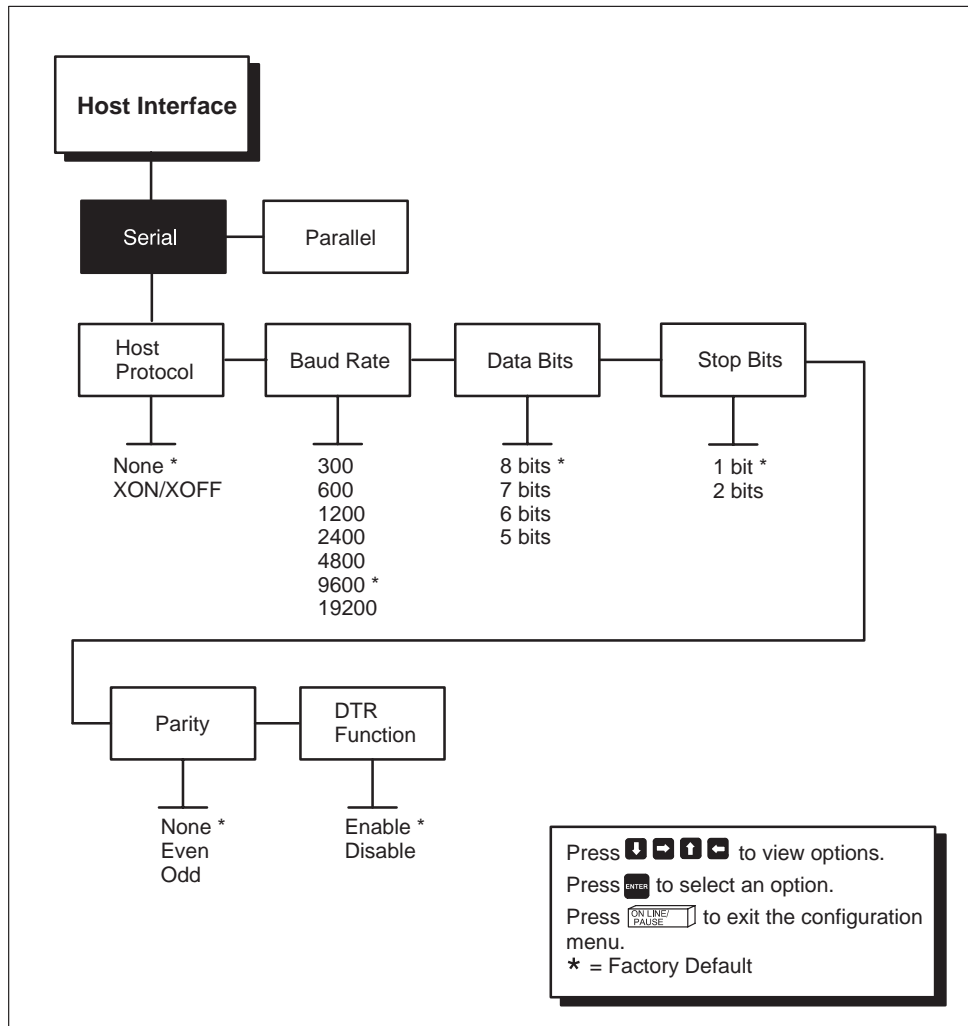 Host Interface
Serial
Parallel
Host
Protocol
Baud Rate
Data Bits
Stop Bits
None *
XON/XOFF
300
600
1200
2400
4800
9600 *
19200
8 bits *
7 bits
6 bits
5 bits
1 bit *
2 bits
Parity
DTR
Function
None *
Even
Odd
Enable *
Disable
Press ⬇ ➡ ⬆ ⬅ to view options.
Press ENTER to select an option.
Press ON LINE/ PAUSE to exit the configuration
menu.
* = Factory Default